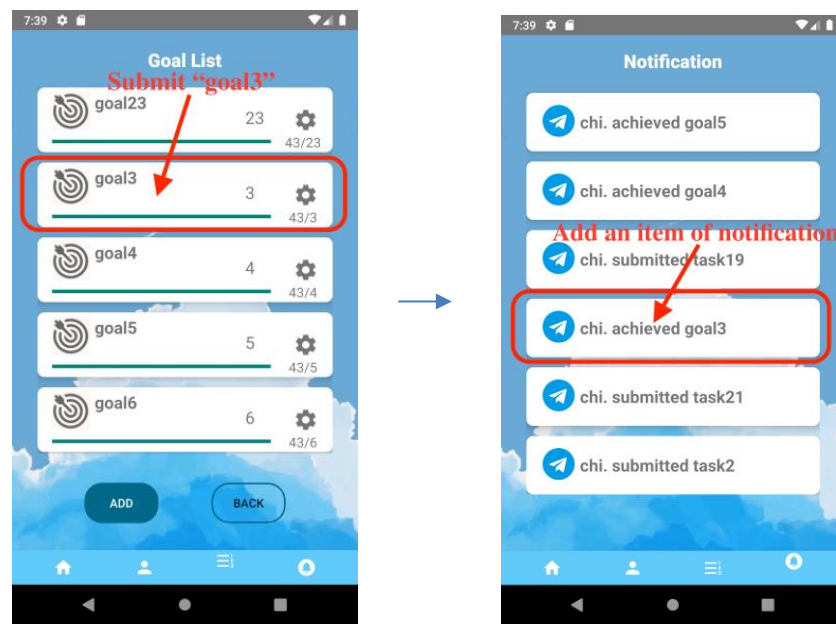 7:39
Goal List
Submit “goal3”
goal23
23
43/23
goal3
3
43/3
goal4
4
43/4
goal5
5
43/5
goal6
6
43/6
ADD
BACK
7:39
Notification
chi. achieved goal5
chi. achieved goal4
Add an item of notification
chi. submitted task19
chi. achieved goal3
chi. submitted task21
chi. submitted task2